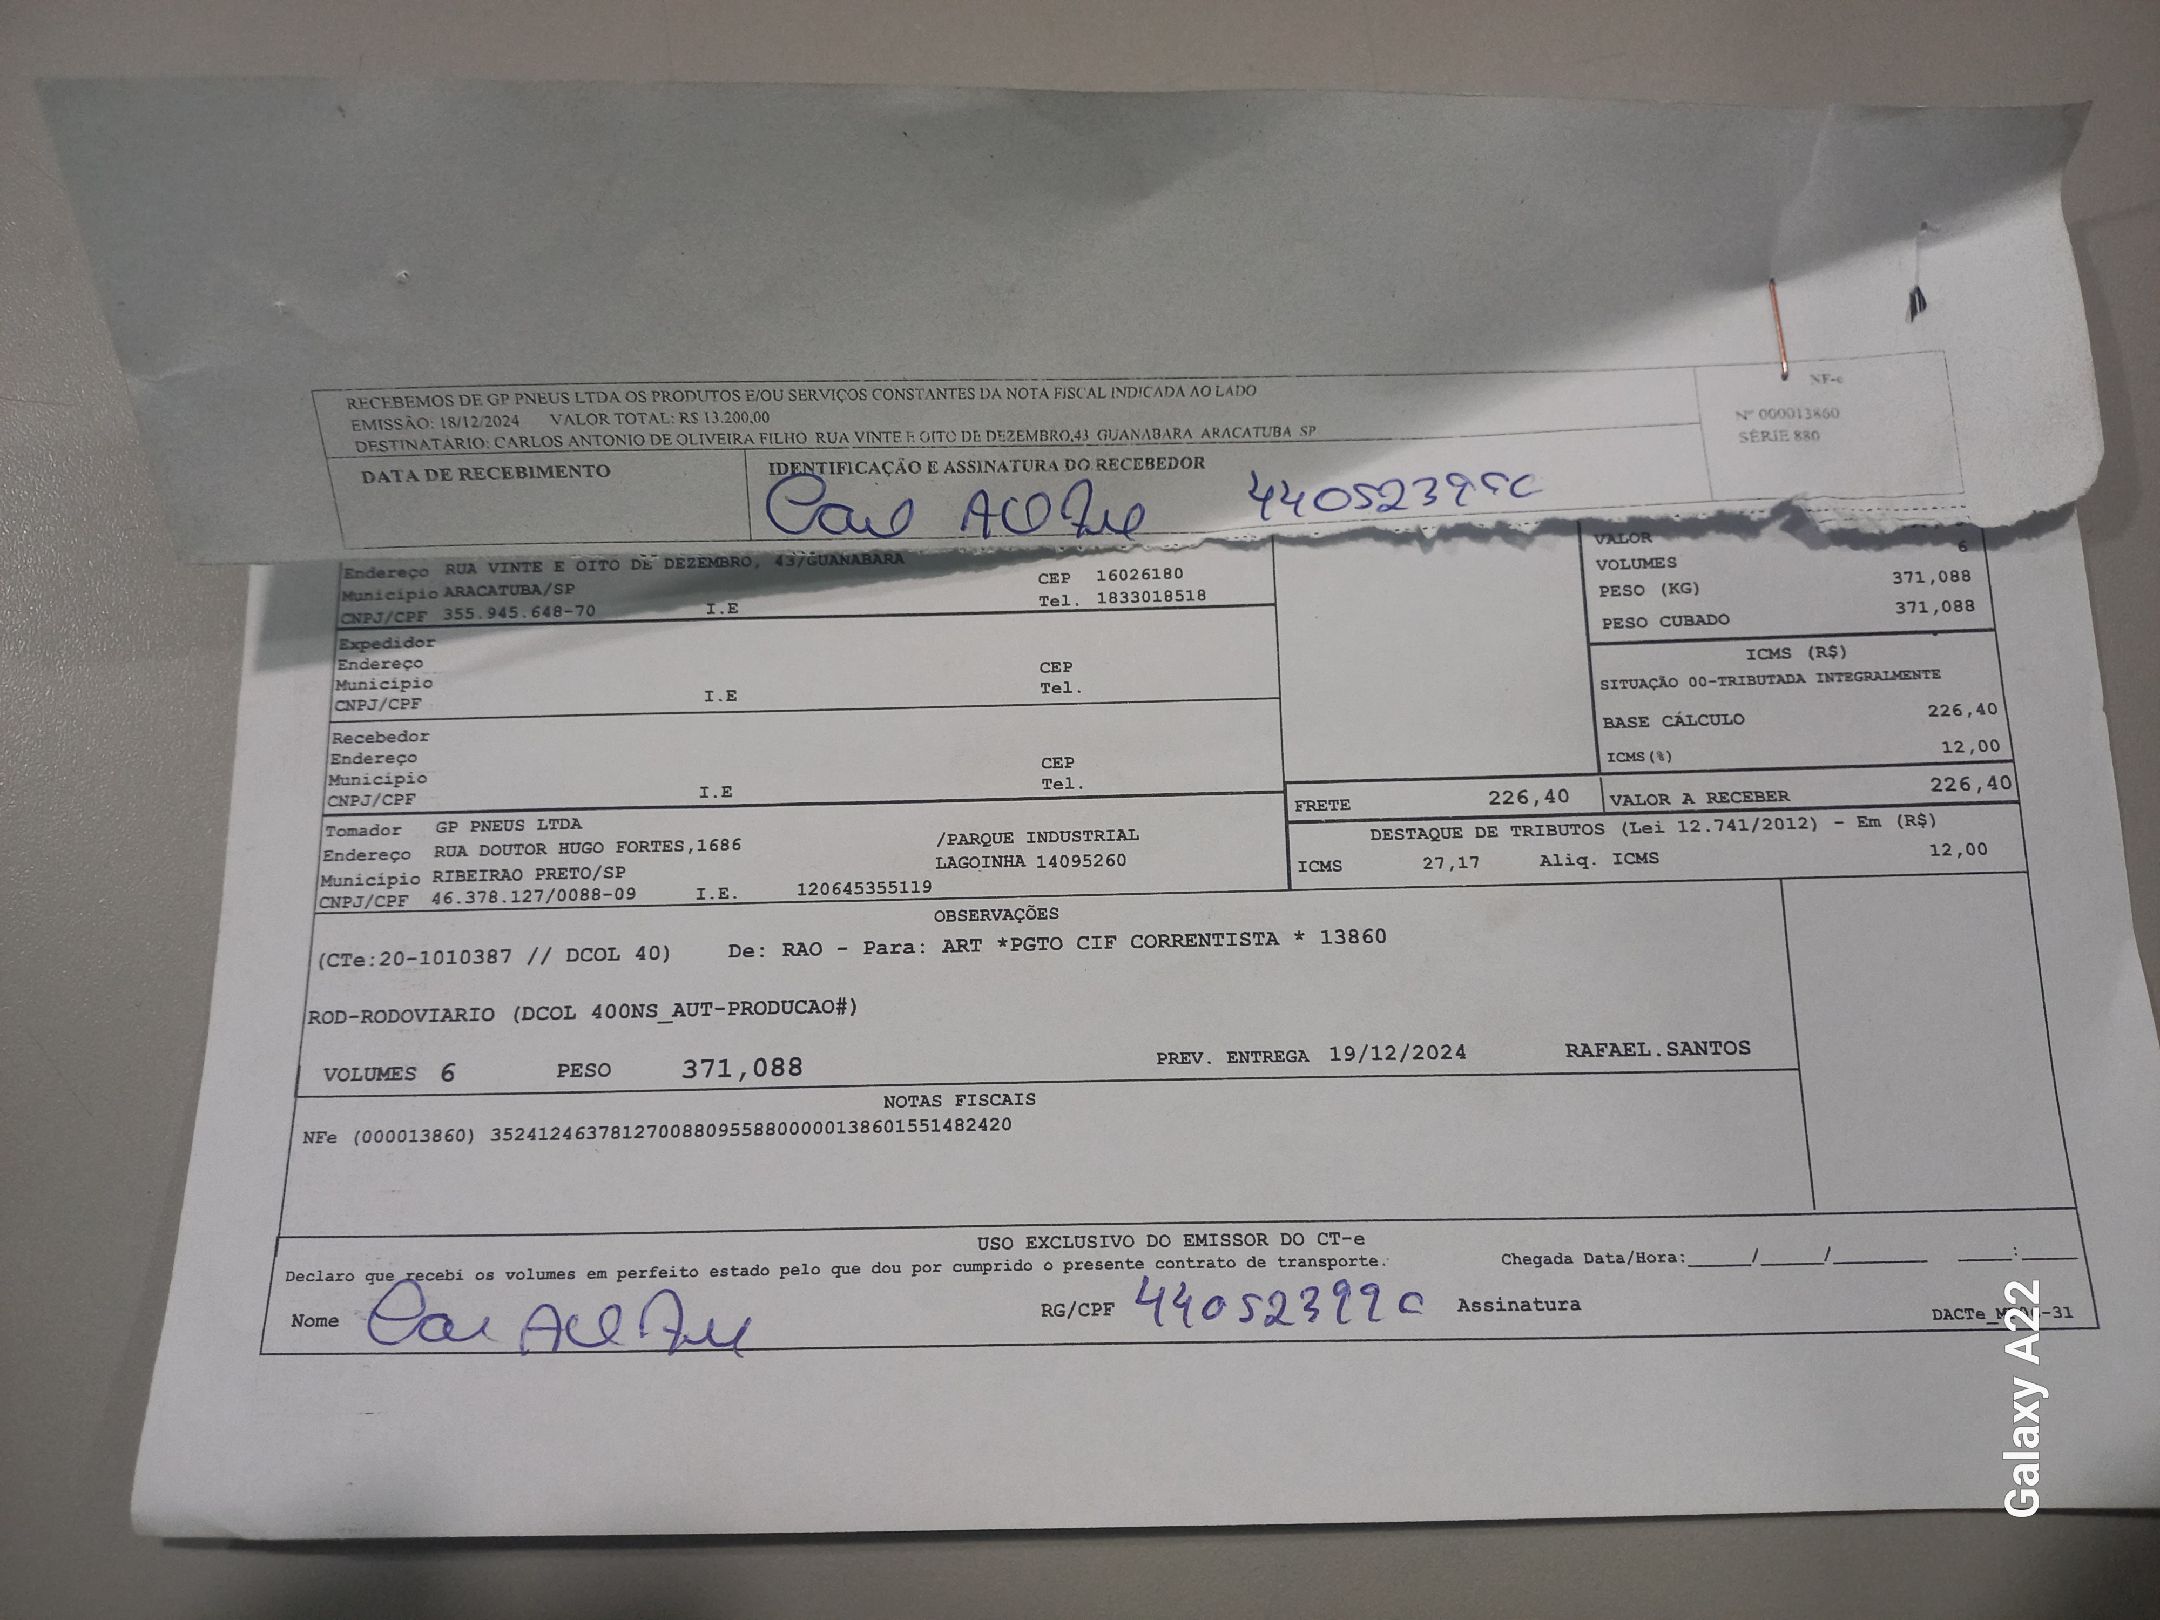 RECEBEMOS DE GP PNEUS LTDA OS PRODUTOS E/OU SERVIÇOS CONSTANTES DA NOTA FISCAL INDICADA AO LADO
EMISSÃO: 18/12/2024 VALOR TOTAL: R$ 13.200,00
DESTINATÁRIO: CARLOS ANTONIO DE OLIVEIRA FILHO RUA VINTE E OITO DE DEZEMBRO,43 GUANABARA ARACATUBA SP
NF-e
Nº 000013860
SÉRIE 880
DATA DE RECEBIMENTO
IDENTIFICAÇÃO E ASSINATURA DO RECEBEDOR
Endereço RUA VINTE E OITO DE DEZEMBRO, 43/GUANABARA
Município ARACATUBA/SP CEP 16026180
CNPJ/CPF 355.945.648-70 I.E Tel. 1833018518
VALOR
VOLUMES 6
PESO (KG) 371,088
PESO CUBADO 371,088
Expedidor
Endereço CEP
Município Tel.
CNPJ/CPF I.E
ICMS (R$)
SITUAÇÃO 00-TRIBUTADA INTEGRALMENTE
BASE CÁLCULO 226,40
ICMS(%) 12,00
Recebedor
Endereço CEP
Município Tel.
CNPJ/CPF I.E
FRETE 226,40 VALOR A RECEBER 226,40
Tomador GP PNEUS LTDA
Endereço RUA DOUTOR HUGO FORTES,1686 /PARQUE INDUSTRIAL
LAGOINHA 14095260
Município RIBEIRAO PRETO/SP
CNPJ/CPF 46.378.127/0088-09 I.E. 120645355119
DESTAQUE DE TRIBUTOS (Lei 12.741/2012) - Em (R$)
ICMS 27,17 Aliq. ICMS 12,00
OBSERVAÇÕES
(CTe:20-1010387 // DCOL 40) De: RAO - Para: ART *PGTO CIF CORRENTISTA * 13860
ROD-RODOVIARIO (DCOL 400NS_AUT-PRODUCAO#)
VOLUMES 6 PESO 371,088 PREV. ENTREGA 19/12/2024 RAFAEL.SANTOS
NOTAS FISCAIS
NFe (000013860) 35241246378127008809558800000138601551482420
USO EXCLUSIVO DO EMISSOR DO CT-e
Declaro que recebi os volumes em perfeito estado pelo que dou por cumprido o presente contrato de transporte.
Chegada Data/Hora:_____/_____/_______ ____:____
Nome RG/CPF 44052399 Assinatura
Galaxy A22